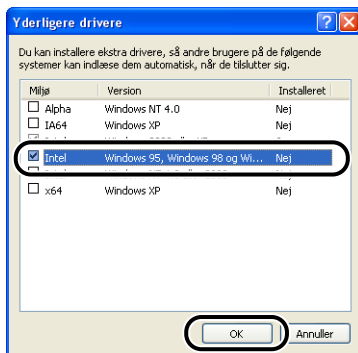 Yderligere drivere
Du kan installere ekstra drivere, så andre brugere på de følgende
systemer kan indlæse dem automatisk, når de tilslutter sig.
Miljø Version Installeret
Alpha Windows NT 4.0 Nej
IA64 Windows XP Nej
Intel Windows 95, Windows 98 og Wi... Nej
x64 Windows XP Nej
OK Annuller